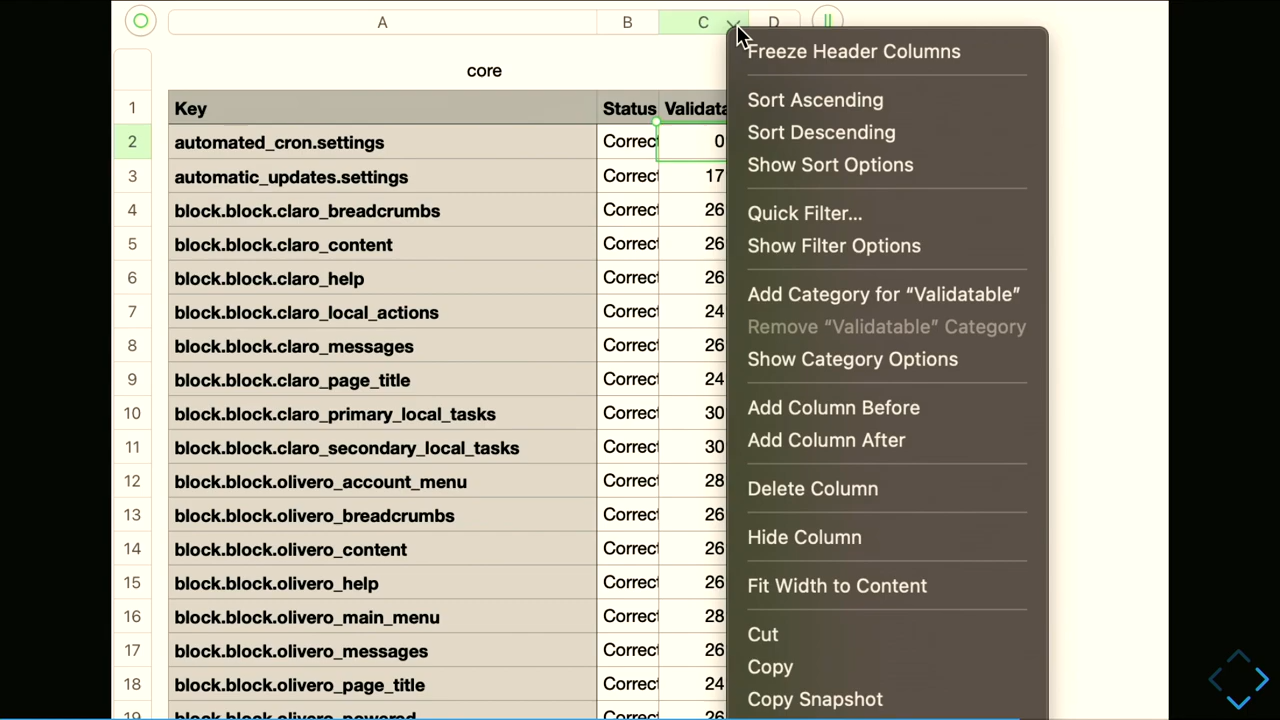 A B C D
core
1 Key Status Validata
2 automated_cron.settings Correct 0
3 automatic_updates.settings Correct 17
4 block.block.claro_breadcrumbs Correct 26
5 block.block.claro_content Correct 26
6 block.block.claro_help Correct 26
7 block.block.claro_local_actions Correct 24
8 block.block.claro_messages Correct 26
9 block.block.claro_page_title Correct 24
10 block.block.claro_primary_local_tasks Correct 30
11 block.block.claro_secondary_local_tasks Correct 30
12 block.block.olivero_account_menu Correct 28
13 block.block.olivero_breadcrumbs Correct 26
14 block.block.olivero_content Correct 26
15 block.block.olivero_help Correct 26
16 block.block.olivero_main_menu Correct 28
17 block.block.olivero_messages Correct 26
18 block.block.olivero_page_title Correct 24
19 block.block.olivero_powered Correct 26
Freeze Header Columns
Sort Ascending
Sort Descending
Show Sort Options
Quick Filter...
Show Filter Options
Add Category for “Validatable”
Remove “Validatable” Category
Show Category Options
Add Column Before
Add Column After
Delete Column
Hide Column
Fit Width to Content
Cut
Copy
Copy Snapshot